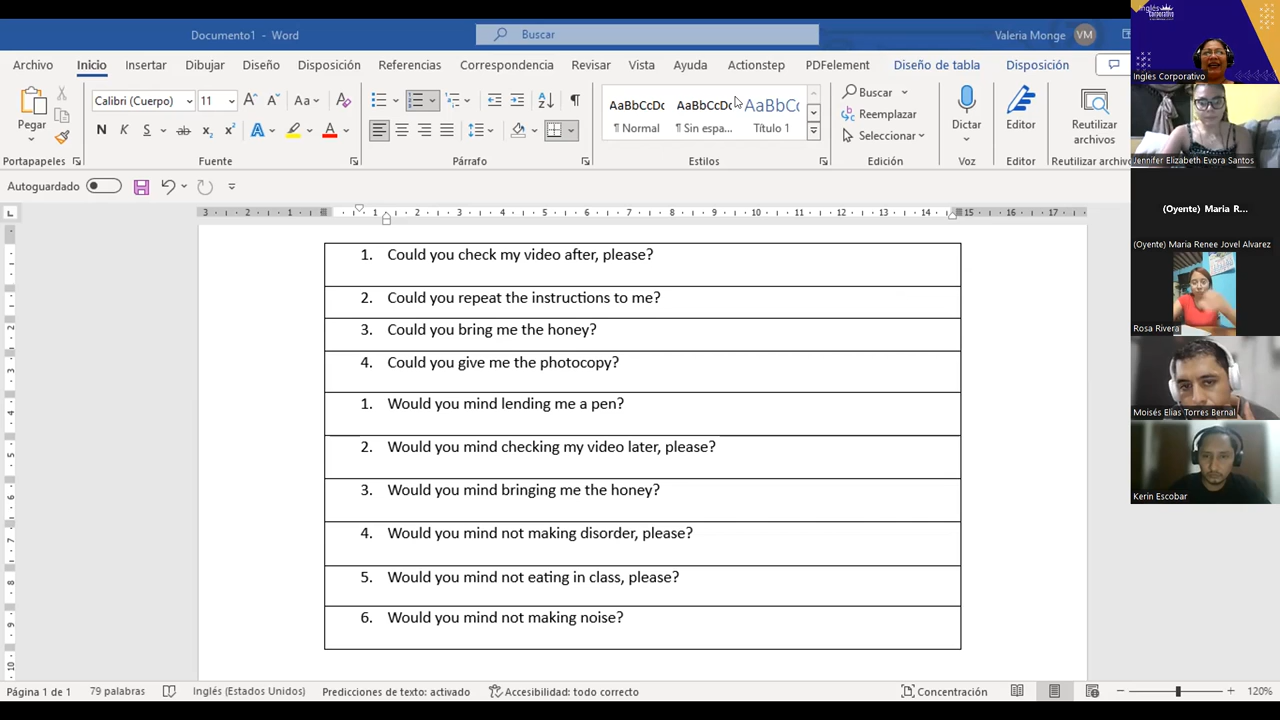 Documento1 - Word
Buscar
Valeria Monge
VM
Archivo Inicio Insertar Dibujar Diseño Disposición Referencias Correspondencia Revisar Vista Ayuda Actionstep PDFelement Diseño de tabla Disposición
Pegar
Calibri (Cuerpo) 11
AaBbCcDc AaBbCcDc AaBbCc
¶ Normal ¶ Sin espa... Título 1
Buscar
Reemplazar
Seleccionar
Dictar
Editor
Reutilizar
archivos
Portapapeles Fuente Párrafo Estilos Edición Voz Editor Reutilizar archivo
Autoguardado
1. Could you check my video after, please?
2. Could you repeat the instructions to me?
3. Could you bring me the honey?
4. Could you give me the photocopy?
1. Would you mind lending me a pen?
2. Would you mind checking my video later, please?
3. Would you mind bringing me the honey?
4. Would you mind not making disorder, please?
5. Would you mind not eating in class, please?
6. Would you mind not making noise?
Página 1 de 1 79 palabras Inglés (Estados Unidos) Predicciones de texto: activado Accesibilidad: todo correcto Concentración 120%
Inglés
Corporativo
Ingles Corporativo
Jennifer Elizabeth Evora Santos
(Oyente) Maria R...
(Oyente) Maria Renee Jovel Alvarez
Rosa Rivera
Moisés Elias Torres Bernal
Kerin Escobar